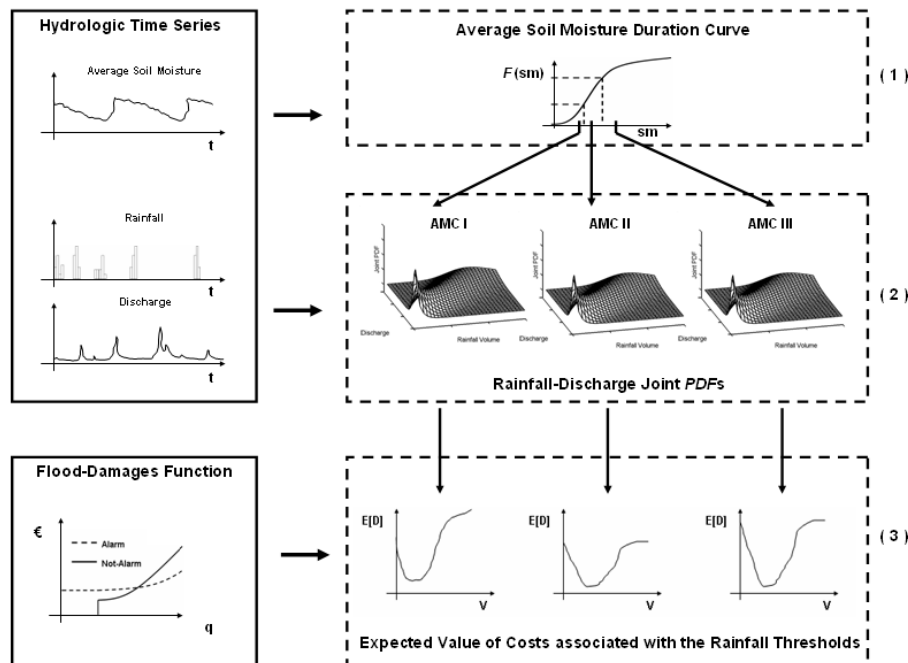 Hydrologic Time Series
Average Soil Moisture
t
Rainfall
t
Discharge
t
Average Soil Moisture Duration Curve
F(sm)
sm
( 1 )
AMC I
AMC II
AMC III
Joint PDF
Discharge
Rainfall Volume
Joint PDF
Discharge
Rainfall Volume
Joint PDF
Discharge
Rainfall Volume
Rainfall-Discharge Joint PDFs
( 2 )
Flood-Damages Function
€
Alarm
Not-Alarm
q
E[D]
V
E[D]
V
E[D]
V
( 3 )
Expected Value of Costs associated with the Rainfall Thresholds